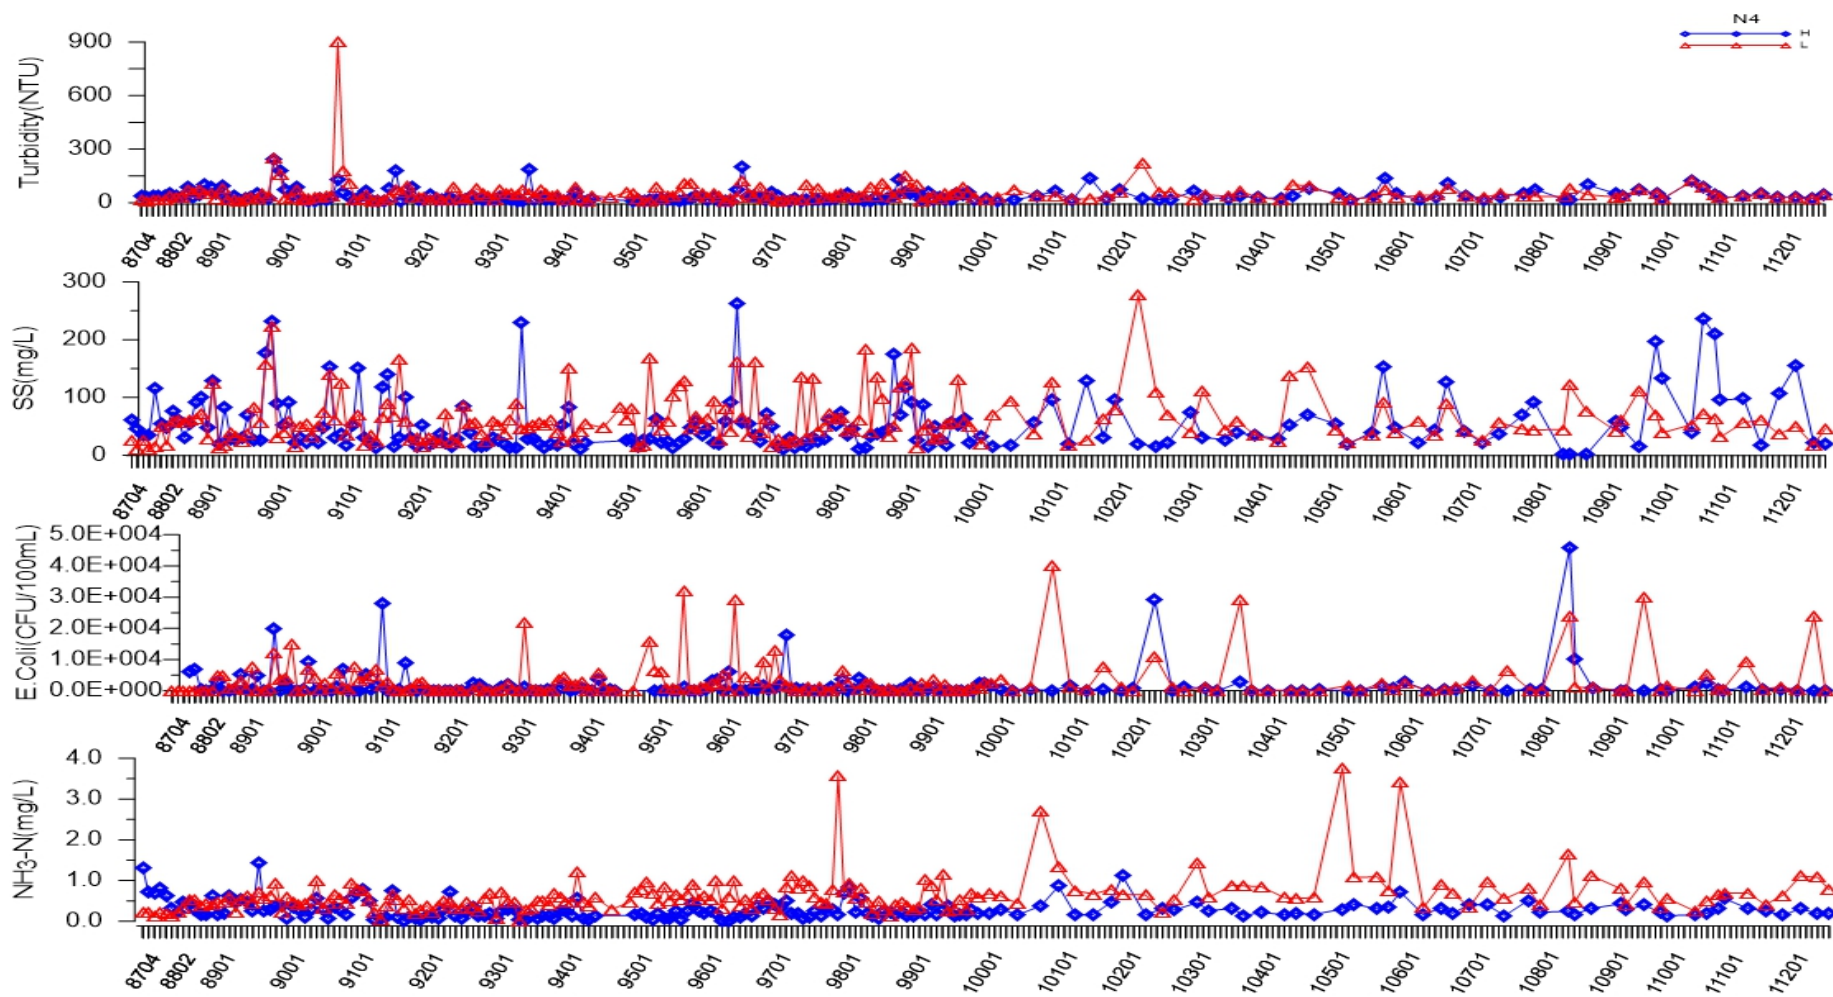 N4
H
L
Turbidity(NTU)
900
600
300
0
8704 8802 8901 9001 9101 9201 9301 9401 9501 9601 9701 9801 9901 10001 10101 10201 10301 10401 10501 10601 10701 10801 10901 11001 11101 11201
SS(mg/L)
300
200
100
0
8704 8802 8901 9001 9101 9201 9301 9401 9501 9601 9701 9801 9901 10001 10101 10201 10301 10401 10501 10601 10701 10801 10901 11001 11101 11201
E.Coli(CFU/100mL)
5.0E+004
4.0E+004
3.0E+004
2.0E+004
1.0E+004
0.0E+000
8704 8802 8901 9001 9101 9201 9301 9401 9501 9601 9701 9801 9901 10001 10101 10201 10301 10401 10501 10601 10701 10801 10901 11001 11101 11201
NH3-N(mg/L)
4.0
3.0
2.0
1.0
0.0
8704 8802 8901 9001 9101 9201 9301 9401 9501 9601 9701 9801 9901 10001 10101 10201 10301 10401 10501 10601 10701 10801 10901 11001 11101 11201